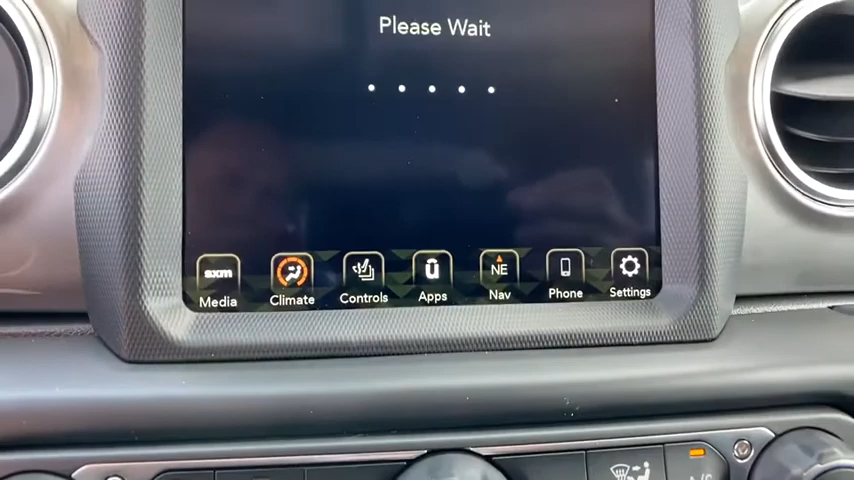 Please Wait
sxm
NE
Media
Climate
Controls
Apps
Nav
Phone
Settings
A/C